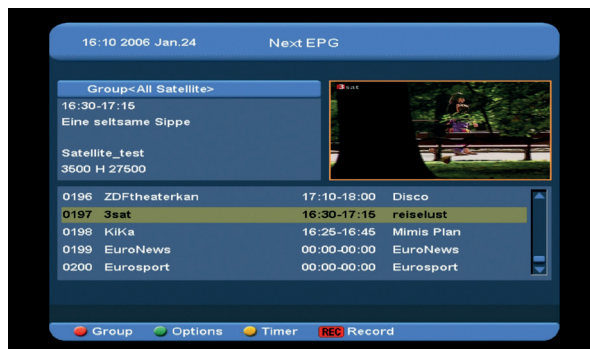 16:10 2006 Jan.24 Next EPG
Group<All Satellite>
16:30-17:15
Eine seltsame Sippe
Satellite_test
3500 H 27500
3sat
0196 ZDFtheaterkan 17:10-18:00 Disco
0197 3sat 16:30-17:15 reiselust
0198 KiKa 16:25-16:45 Mimis Plan
0199 EuroNews 00:00-00:00 EuroNews
0200 Eurosport 00:00-00:00 Eurosport
Group Options Timer REC Record